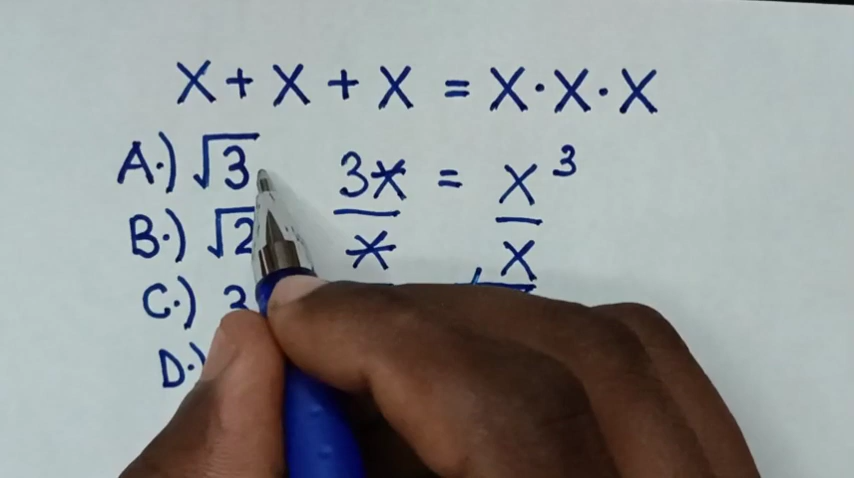 X + X + X = X · X · X
A.) √3
3x = x³
B.) √2
x x
C.) 3
D.)